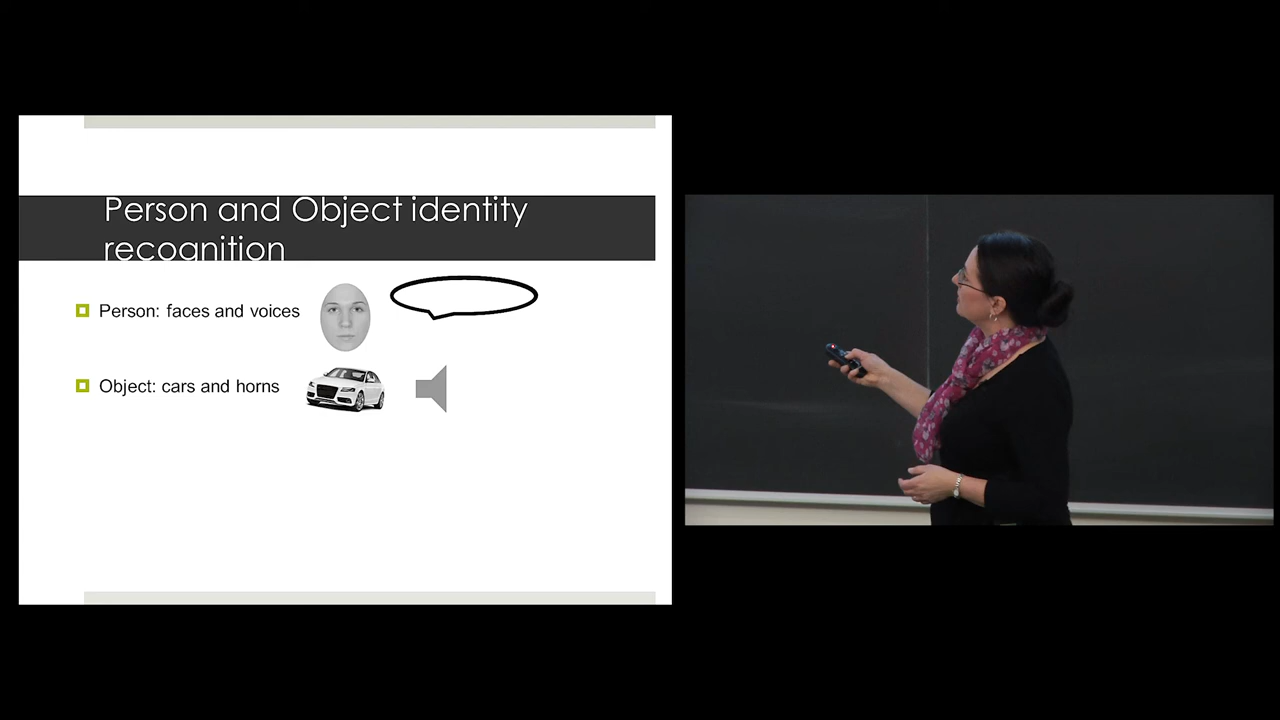 Person and Object identity
recognition
Person: faces and voices
Object: cars and horns